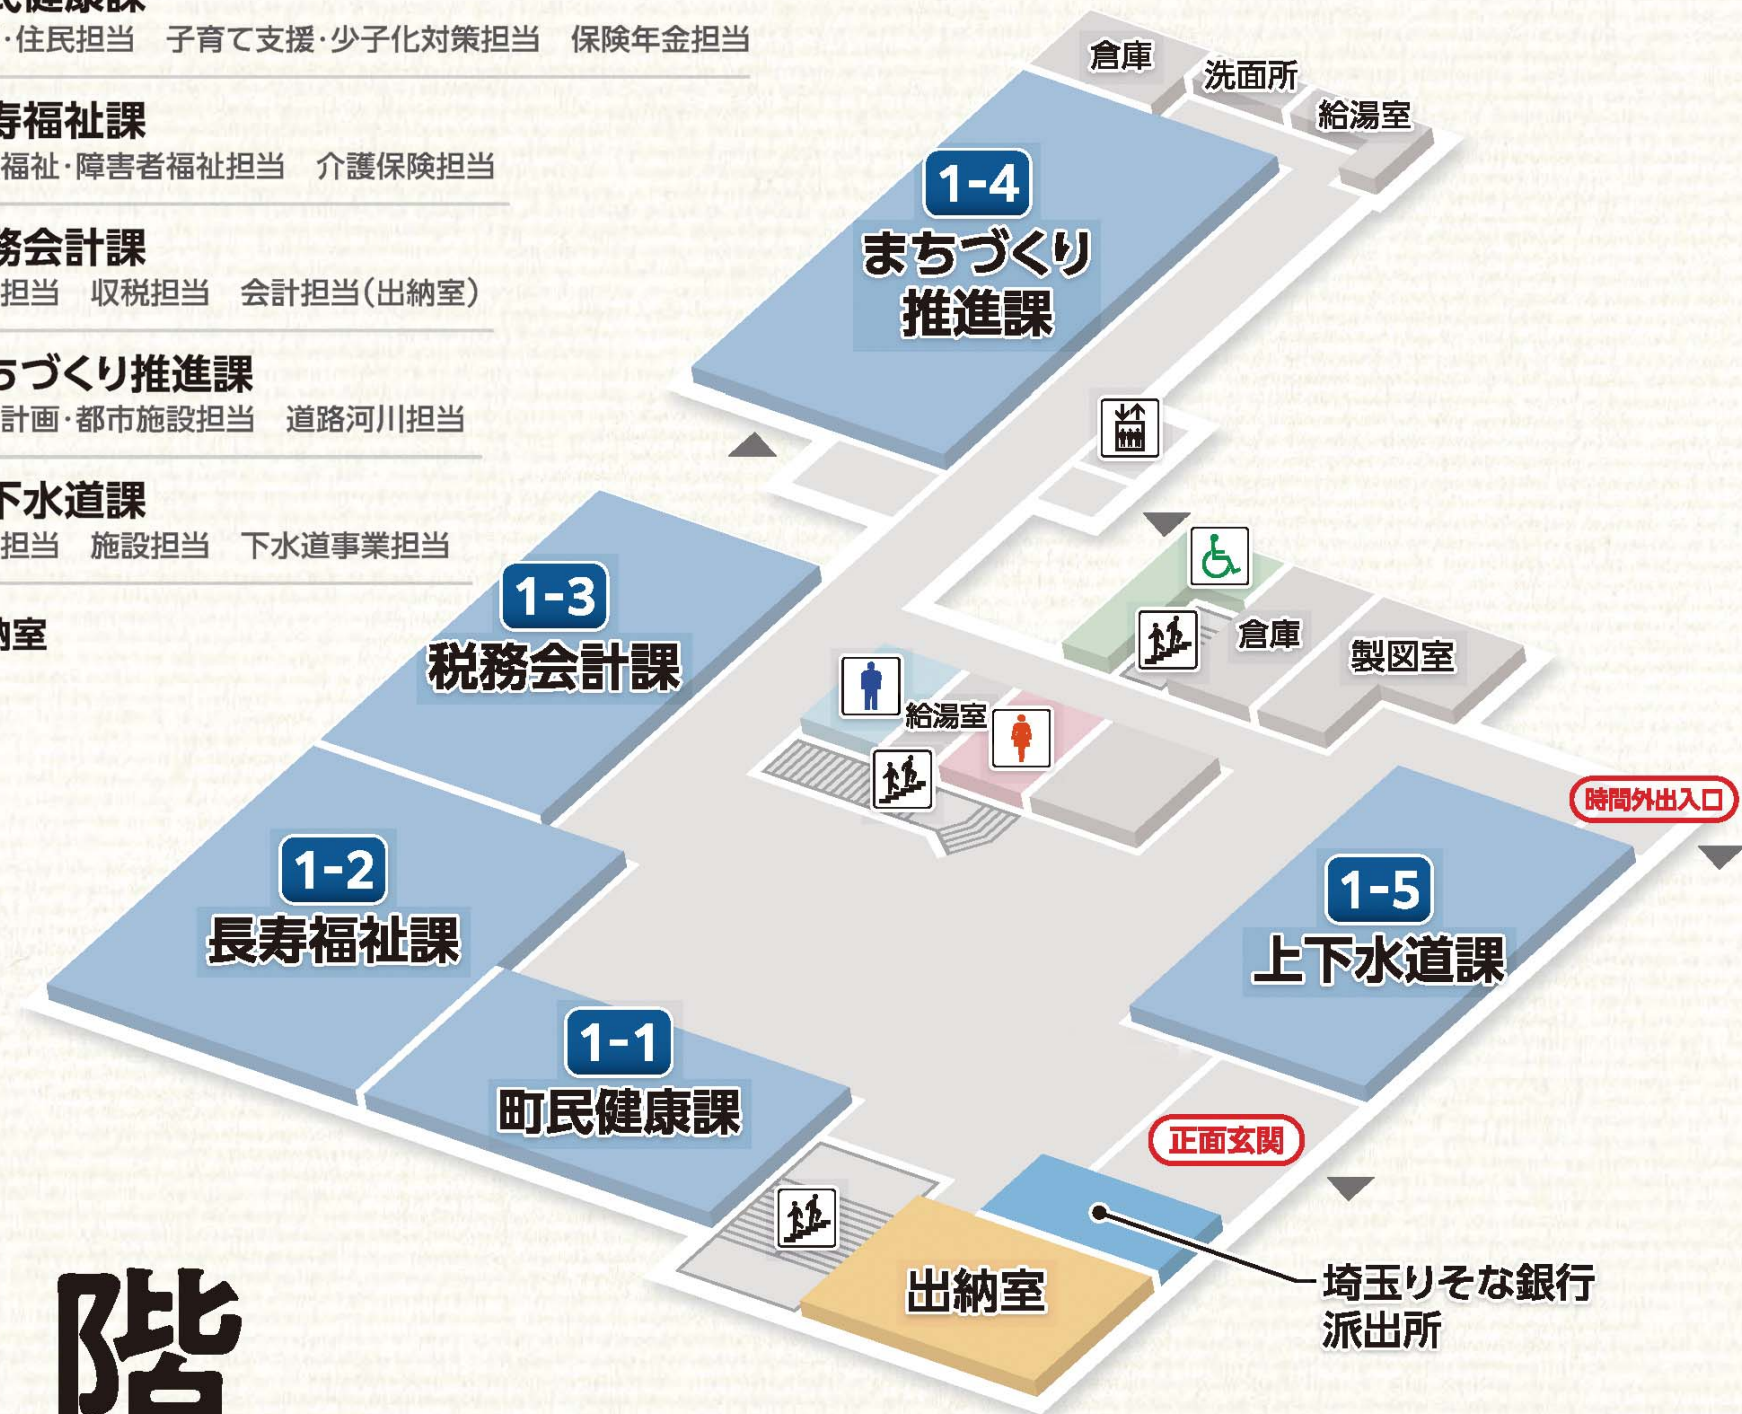 民健康課
・住民担当　子育て支援・少子化対策担当　保険年金担当
寿福祉課
福祉・障害者福祉担当　介護保険担当
務会計課
担当　収税担当　会計担当（出納室）
ちづくり推進課
計画・都市施設担当　道路河川担当
下水道課
担当　施設担当　下水道事業担当
納室
倉庫
洗面所
給湯室
1-4
まちづくり
推進課
1-3
税務会計課
倉庫
製図室
給湯室
時間外出入口
1-2
長寿福祉課
1-5
上下水道課
1-1
町民健康課
正面玄関
出納室
埼玉りそな銀行
派出所
階